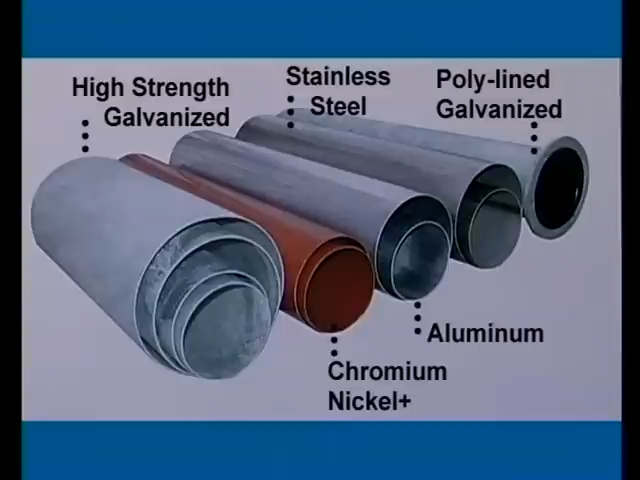 High Strength
Galvanized
Stainless
Steel
Poly-lined
Galvanized
Aluminum
Chromium
Nickel+